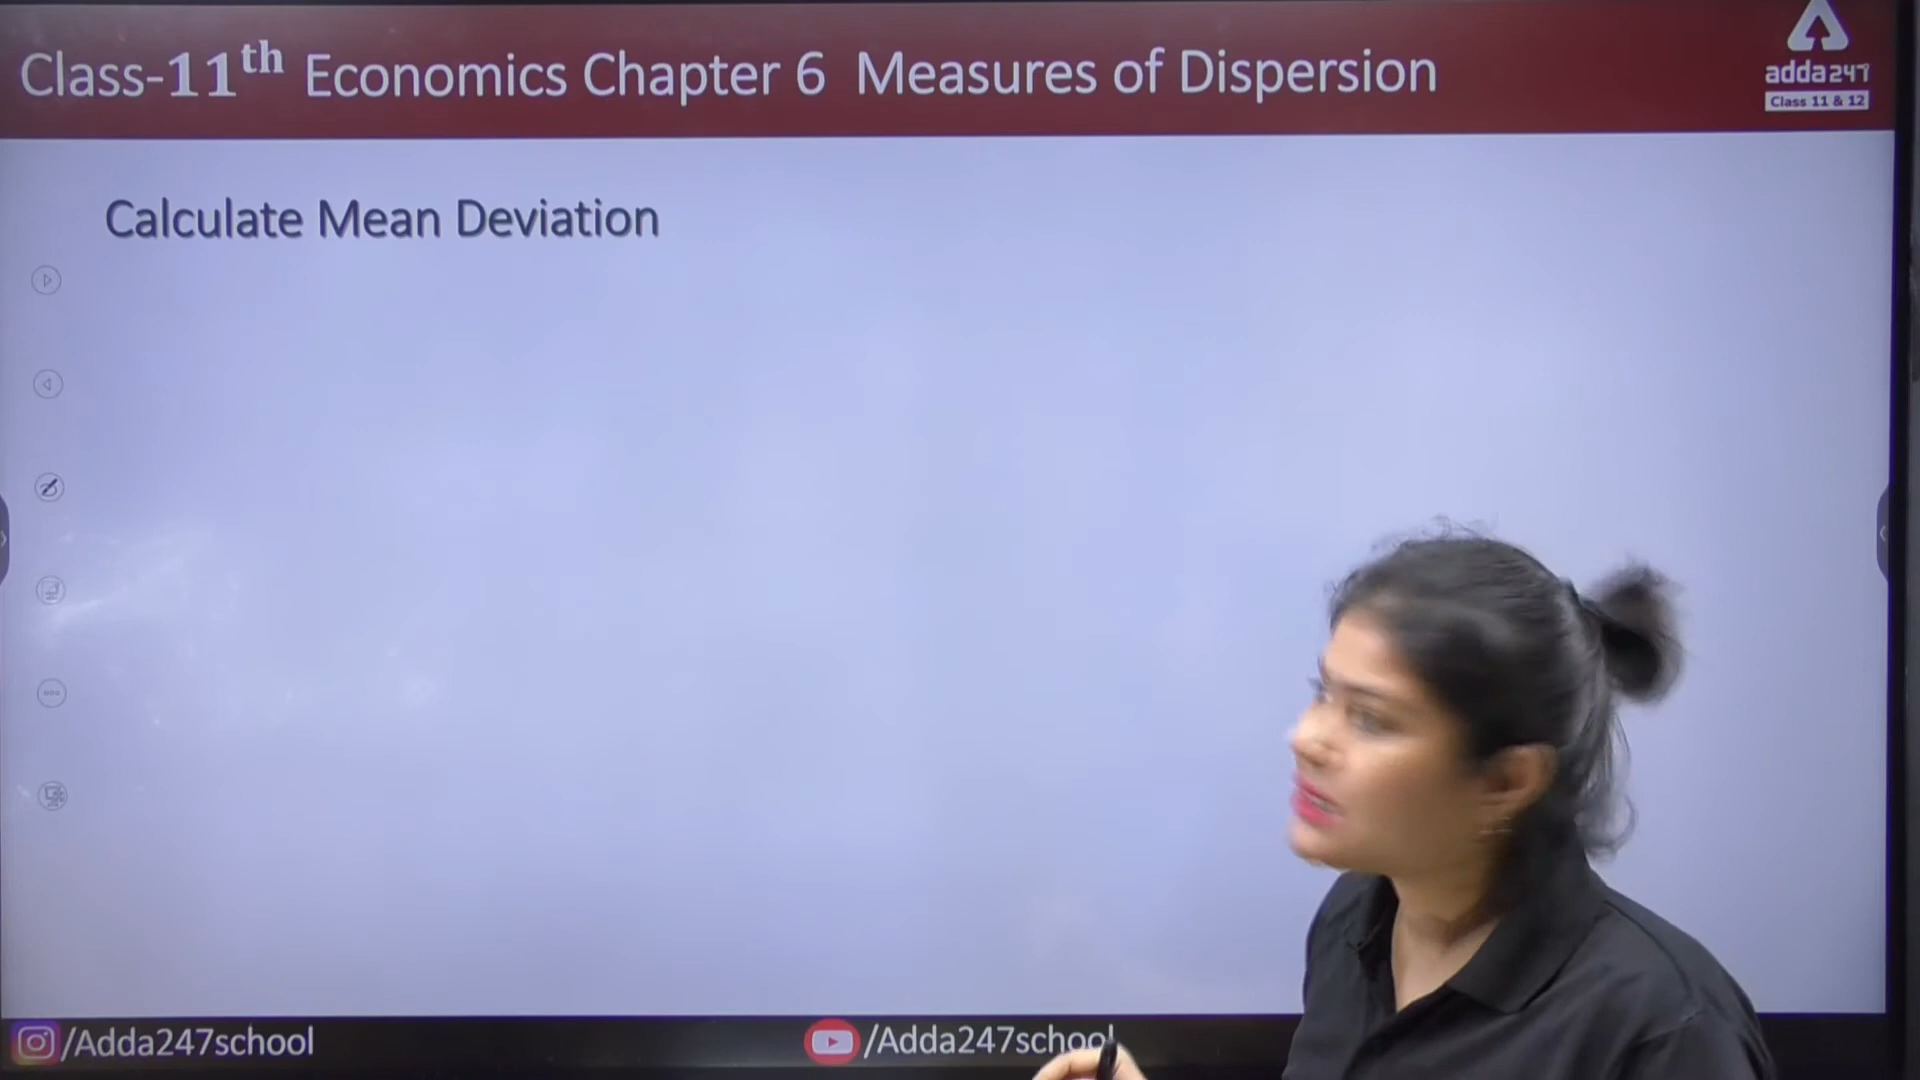 Class-11th Economics Chapter 6 Measures of Dispersion
adda247
Class 11 & 12
Calculate Mean Deviation
/Adda247school
/Adda247school